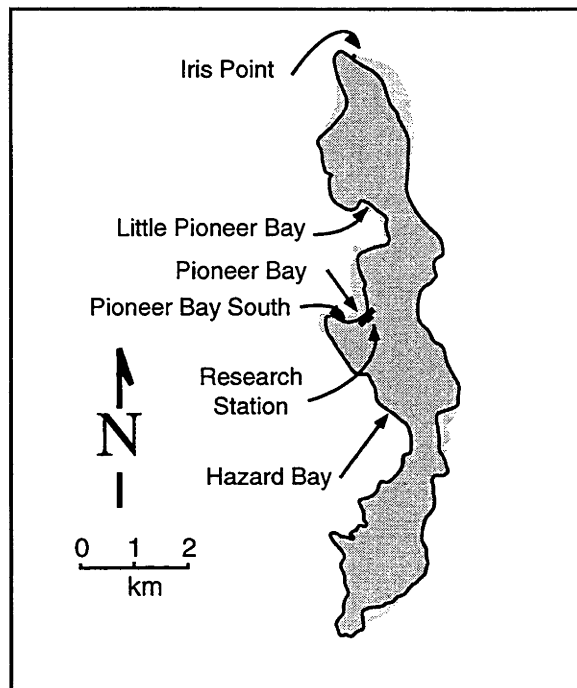 Iris Point
Little Pioneer Bay
Pioneer Bay
Pioneer Bay South
Research
Station
N
Hazard Bay
0 1 2
km